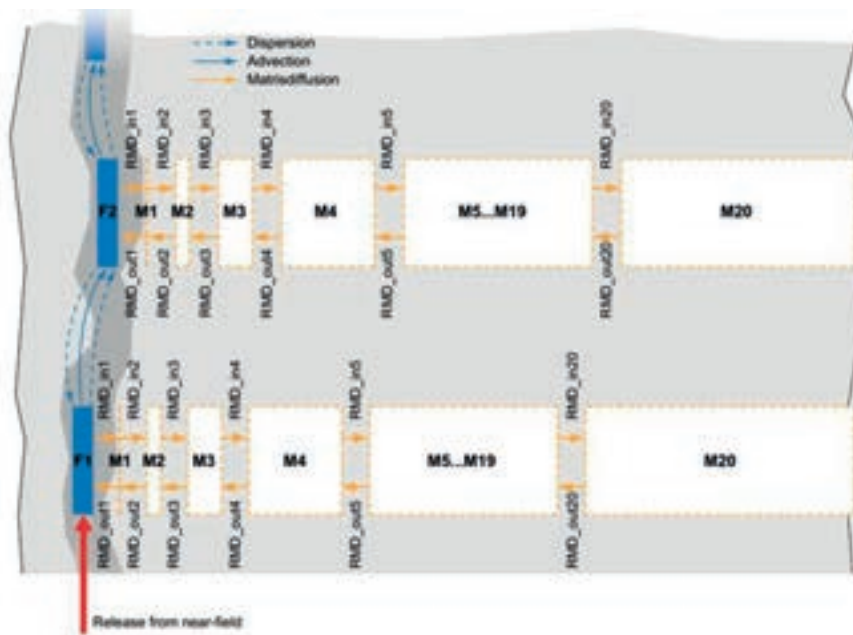 Dispersion
Advection
Matrisdiffusion
RMD_in1
RMD_in2
RMD_in3
RMD_in4
RMD_in5
RMD_in20
F2
M1
M2
M3
M4
M5...M19
M20
RMD_out1
RMD_out2
RMD_out3
RMD_out4
RMD_out5
RMD_out20
RMD_in1
RMD_in2
RMD_in3
RMD_in4
RMD_in5
RMD_in20
F1
M1
M2
M3
M4
M5...M19
M20
RMD_out1
RMD_out2
RMD_out3
RMD_out4
RMD_out5
RMD_out20
Release from near-field